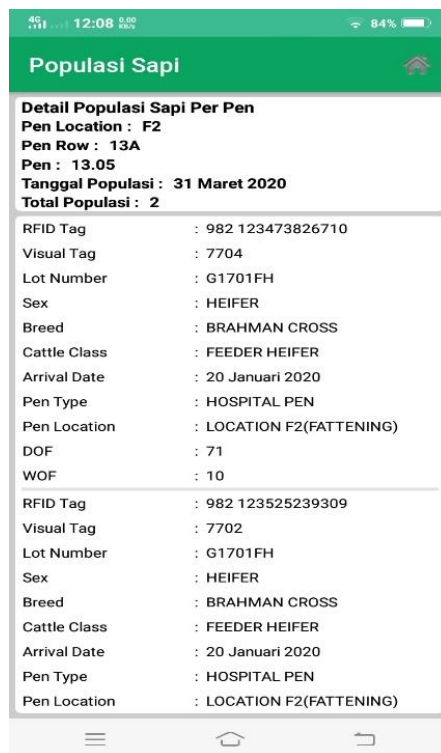 4G 12:08 0.00 KB/s 84%
Populasi Sapi
Detail Populasi Sapi Per Pen
Pen Location : F2
Pen Row : 13A
Pen : 13.05
Tanggal Populasi : 31 Maret 2020
Total Populasi : 2
RFID Tag : 982 123473826710
Visual Tag : 7704
Lot Number : G1701FH
Sex : HEIFER
Breed : BRAHMAN CROSS
Cattle Class : FEEDER HEIFER
Arrival Date : 20 Januari 2020
Pen Type : HOSPITAL PEN
Pen Location : LOCATION F2(FATTENING)
DOF : 71
WOF : 10
RFID Tag : 982 123525239309
Visual Tag : 7702
Lot Number : G1701FH
Sex : HEIFER
Breed : BRAHMAN CROSS
Cattle Class : FEEDER HEIFER
Arrival Date : 20 Januari 2020
Pen Type : HOSPITAL PEN
Pen Location : LOCATION F2(FATTENING)